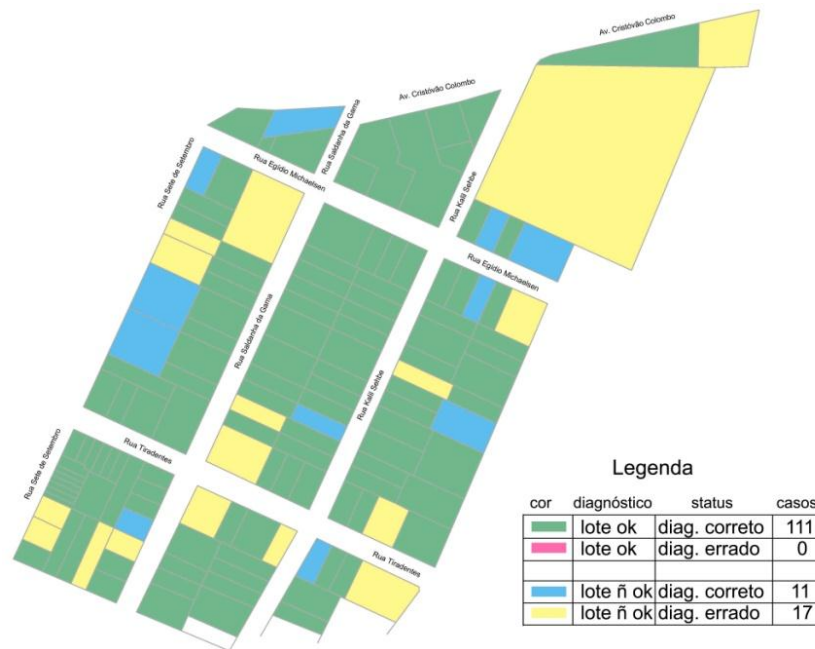 Av. Cristóvão Colombo
Av. Cristóvão Colombo
Rua Saldanha da Gama
Rua Sete de Setembro
Rua Egídio Michaelsen
Rua Kalil Sehbe
Rua Egídio Michaelsen
Rua Saldanha da Gama
Rua Kalil Sehbe
Rua Sete de Setembro
Rua Tiradentes
Rua Tiradentes
Legenda
cor diagnóstico status casos
lote ok diag. correto 111
lote ok diag. errado 0
lote ñ ok diag. correto 11
lote ñ ok diag. errado 17